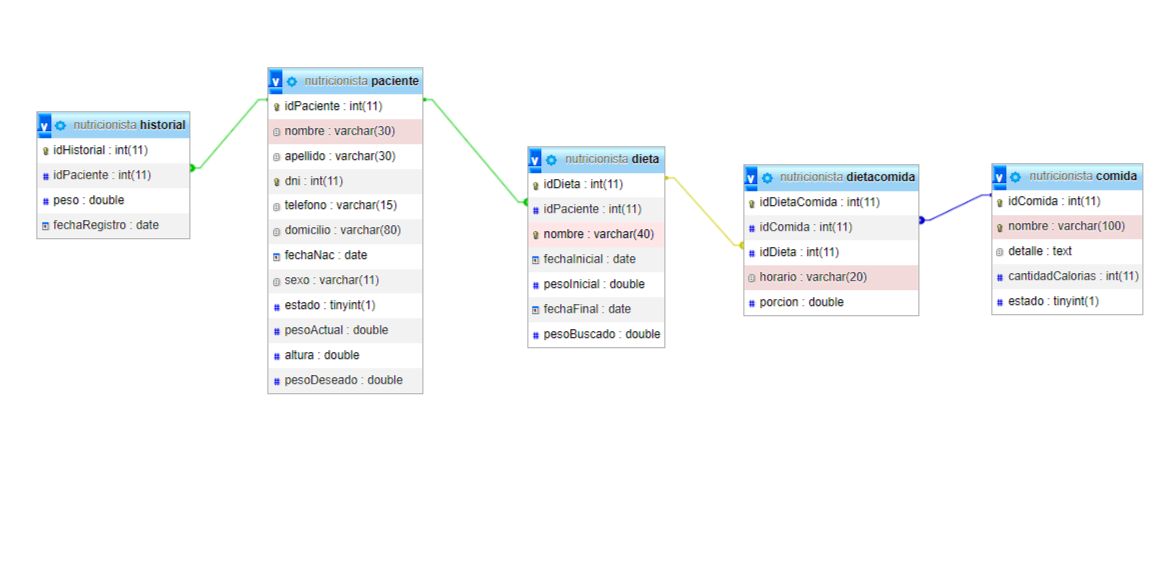 nutricionista historial
idHistorial : int(11)
idPaciente : int(11)
peso : double
fechaRegistro : date
nutricionista paciente
idPaciente : int(11)
nombre : varchar(30)
apellido : varchar(30)
dni : int(11)
telefono : varchar(15)
domicilio : varchar(80)
fechaNac : date
sexo : varchar(11)
estado : tinyint(1)
pesoActual : double
altura : double
pesoDeseado : double
nutricionista dieta
idDieta : int(11)
idPaciente : int(11)
nombre : varchar(40)
fechaInicial : date
pesoInicial : double
fechaFinal : date
pesoBuscado : double
nutricionista dietacomida
idDietaComida : int(11)
idComida : int(11)
idDieta : int(11)
horario : varchar(20)
porcion : double
nutricionista comida
idComida : int(11)
nombre : varchar(100)
detalle : text
cantidadCalorias : int(11)
estado : tinyint(1)